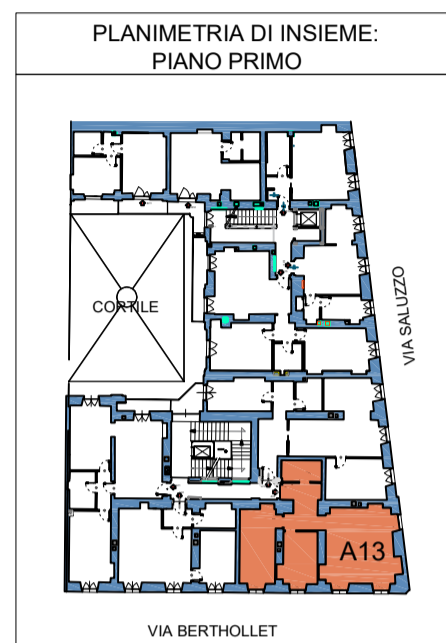 PLANIMETRIA DI INSIEME:
PIANO PRIMO
CORTILE
VIA SALUZZO
A13
VIA BERTHOLLET